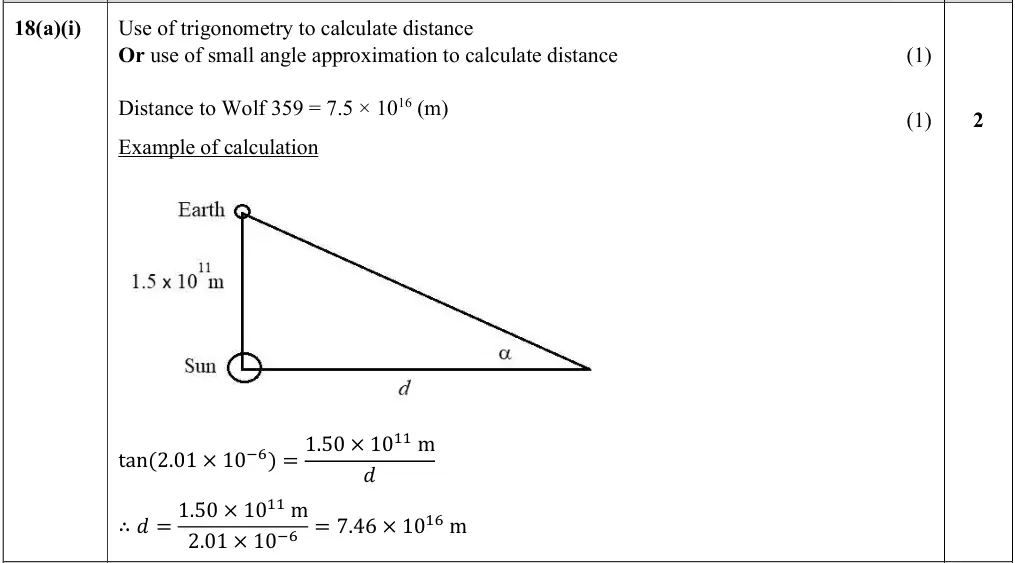 18(a)(i) Use of trigonometry to calculate distance
Or use of small angle approximation to calculate distance (1)
Distance to Wolf 359 = 7.5 × 10¹⁶ (m)
(1) 2
Example of calculation
Earth
1.5 x 10¹¹ m
Sun
α
d
tan(2.01 × 10⁻⁶) = 1.50 × 10¹¹ m / d
∴ d = 1.50 × 10¹¹ m / 2.01 × 10⁻⁶ = 7.46 × 10¹⁶ m